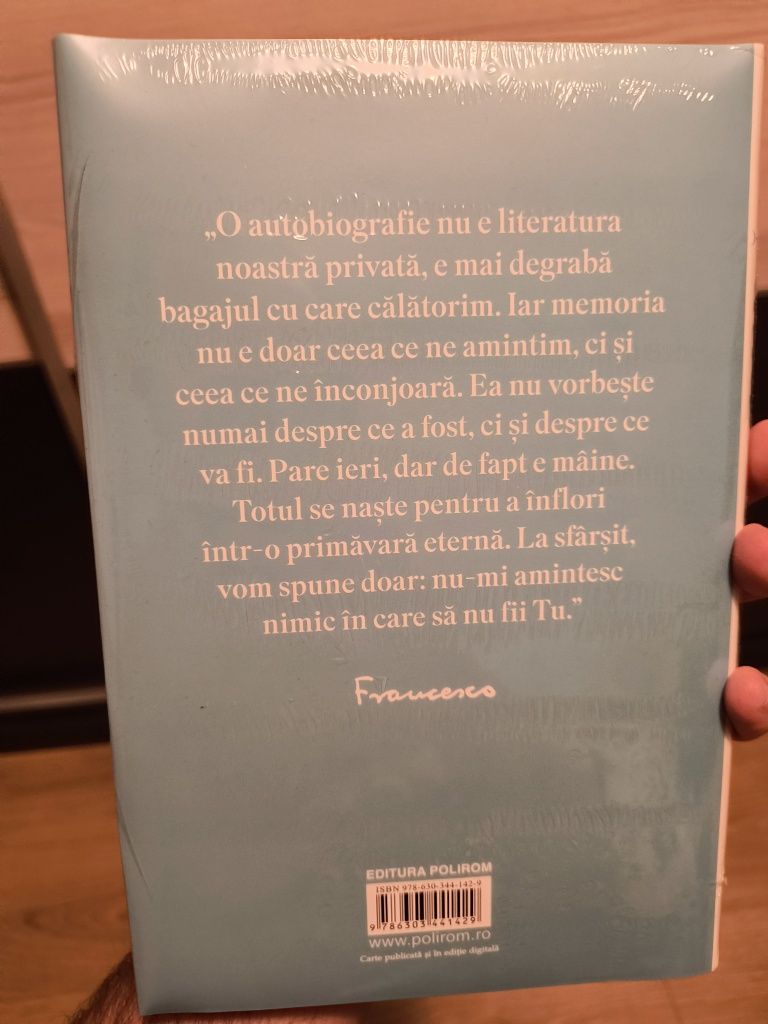 „O autobiografie nu e literatura
noastră privată, e mai degrabă
bagajul cu care călătorim. Iar memoria
nu e doar ceea ce ne amintim, ci și
ceea ce ne înconjoară. Ea nu vorbește
numai despre ce a fost, ci și despre ce
va fi. Pare ieri, dar de fapt e mâine.
Totul se naște pentru a înflori
într-o primăvară eternă. La sfârșit,
vom spune doar: nu-mi amintesc
nimic în care să nu fii Tu.”
Francesco
EDITURA POLIROM
ISBN 978-630-344-142-9
9 786303 441429
www.polirom.ro
Carte publicată și în ediție digitală